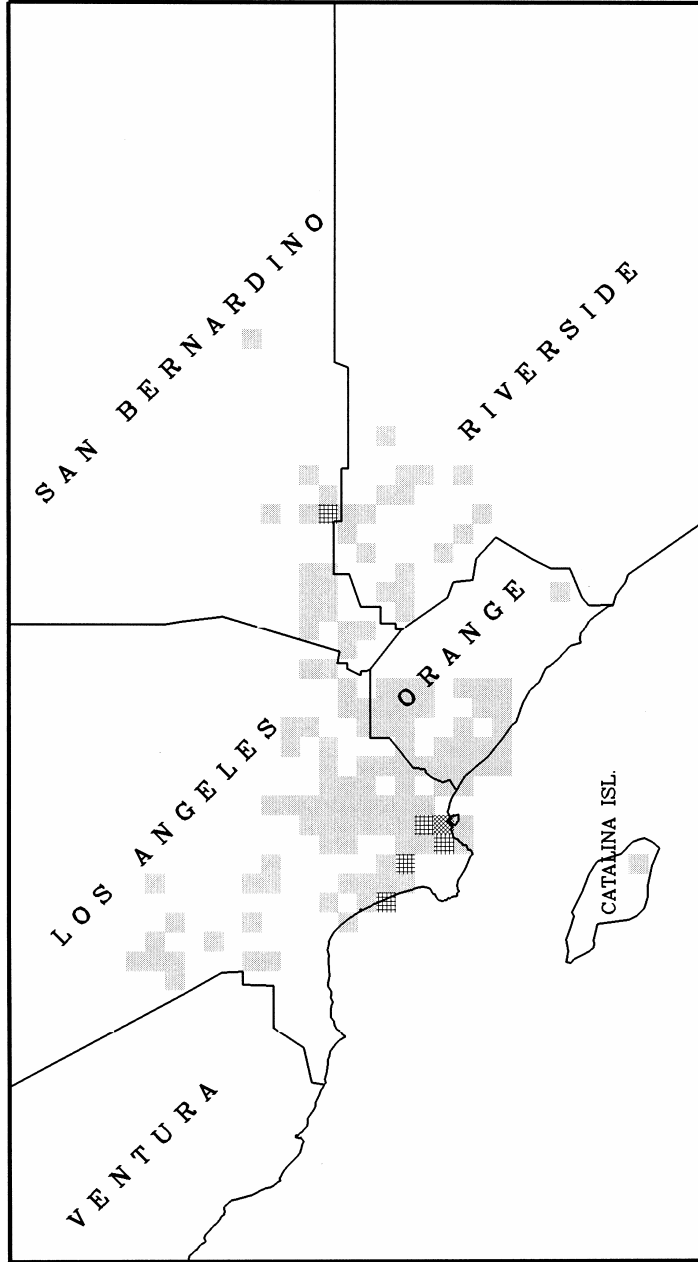 SAN BERNARDINO
RIVERSIDE
ORANGE
LOS ANGELES
CATALINA ISL.
VENTURA